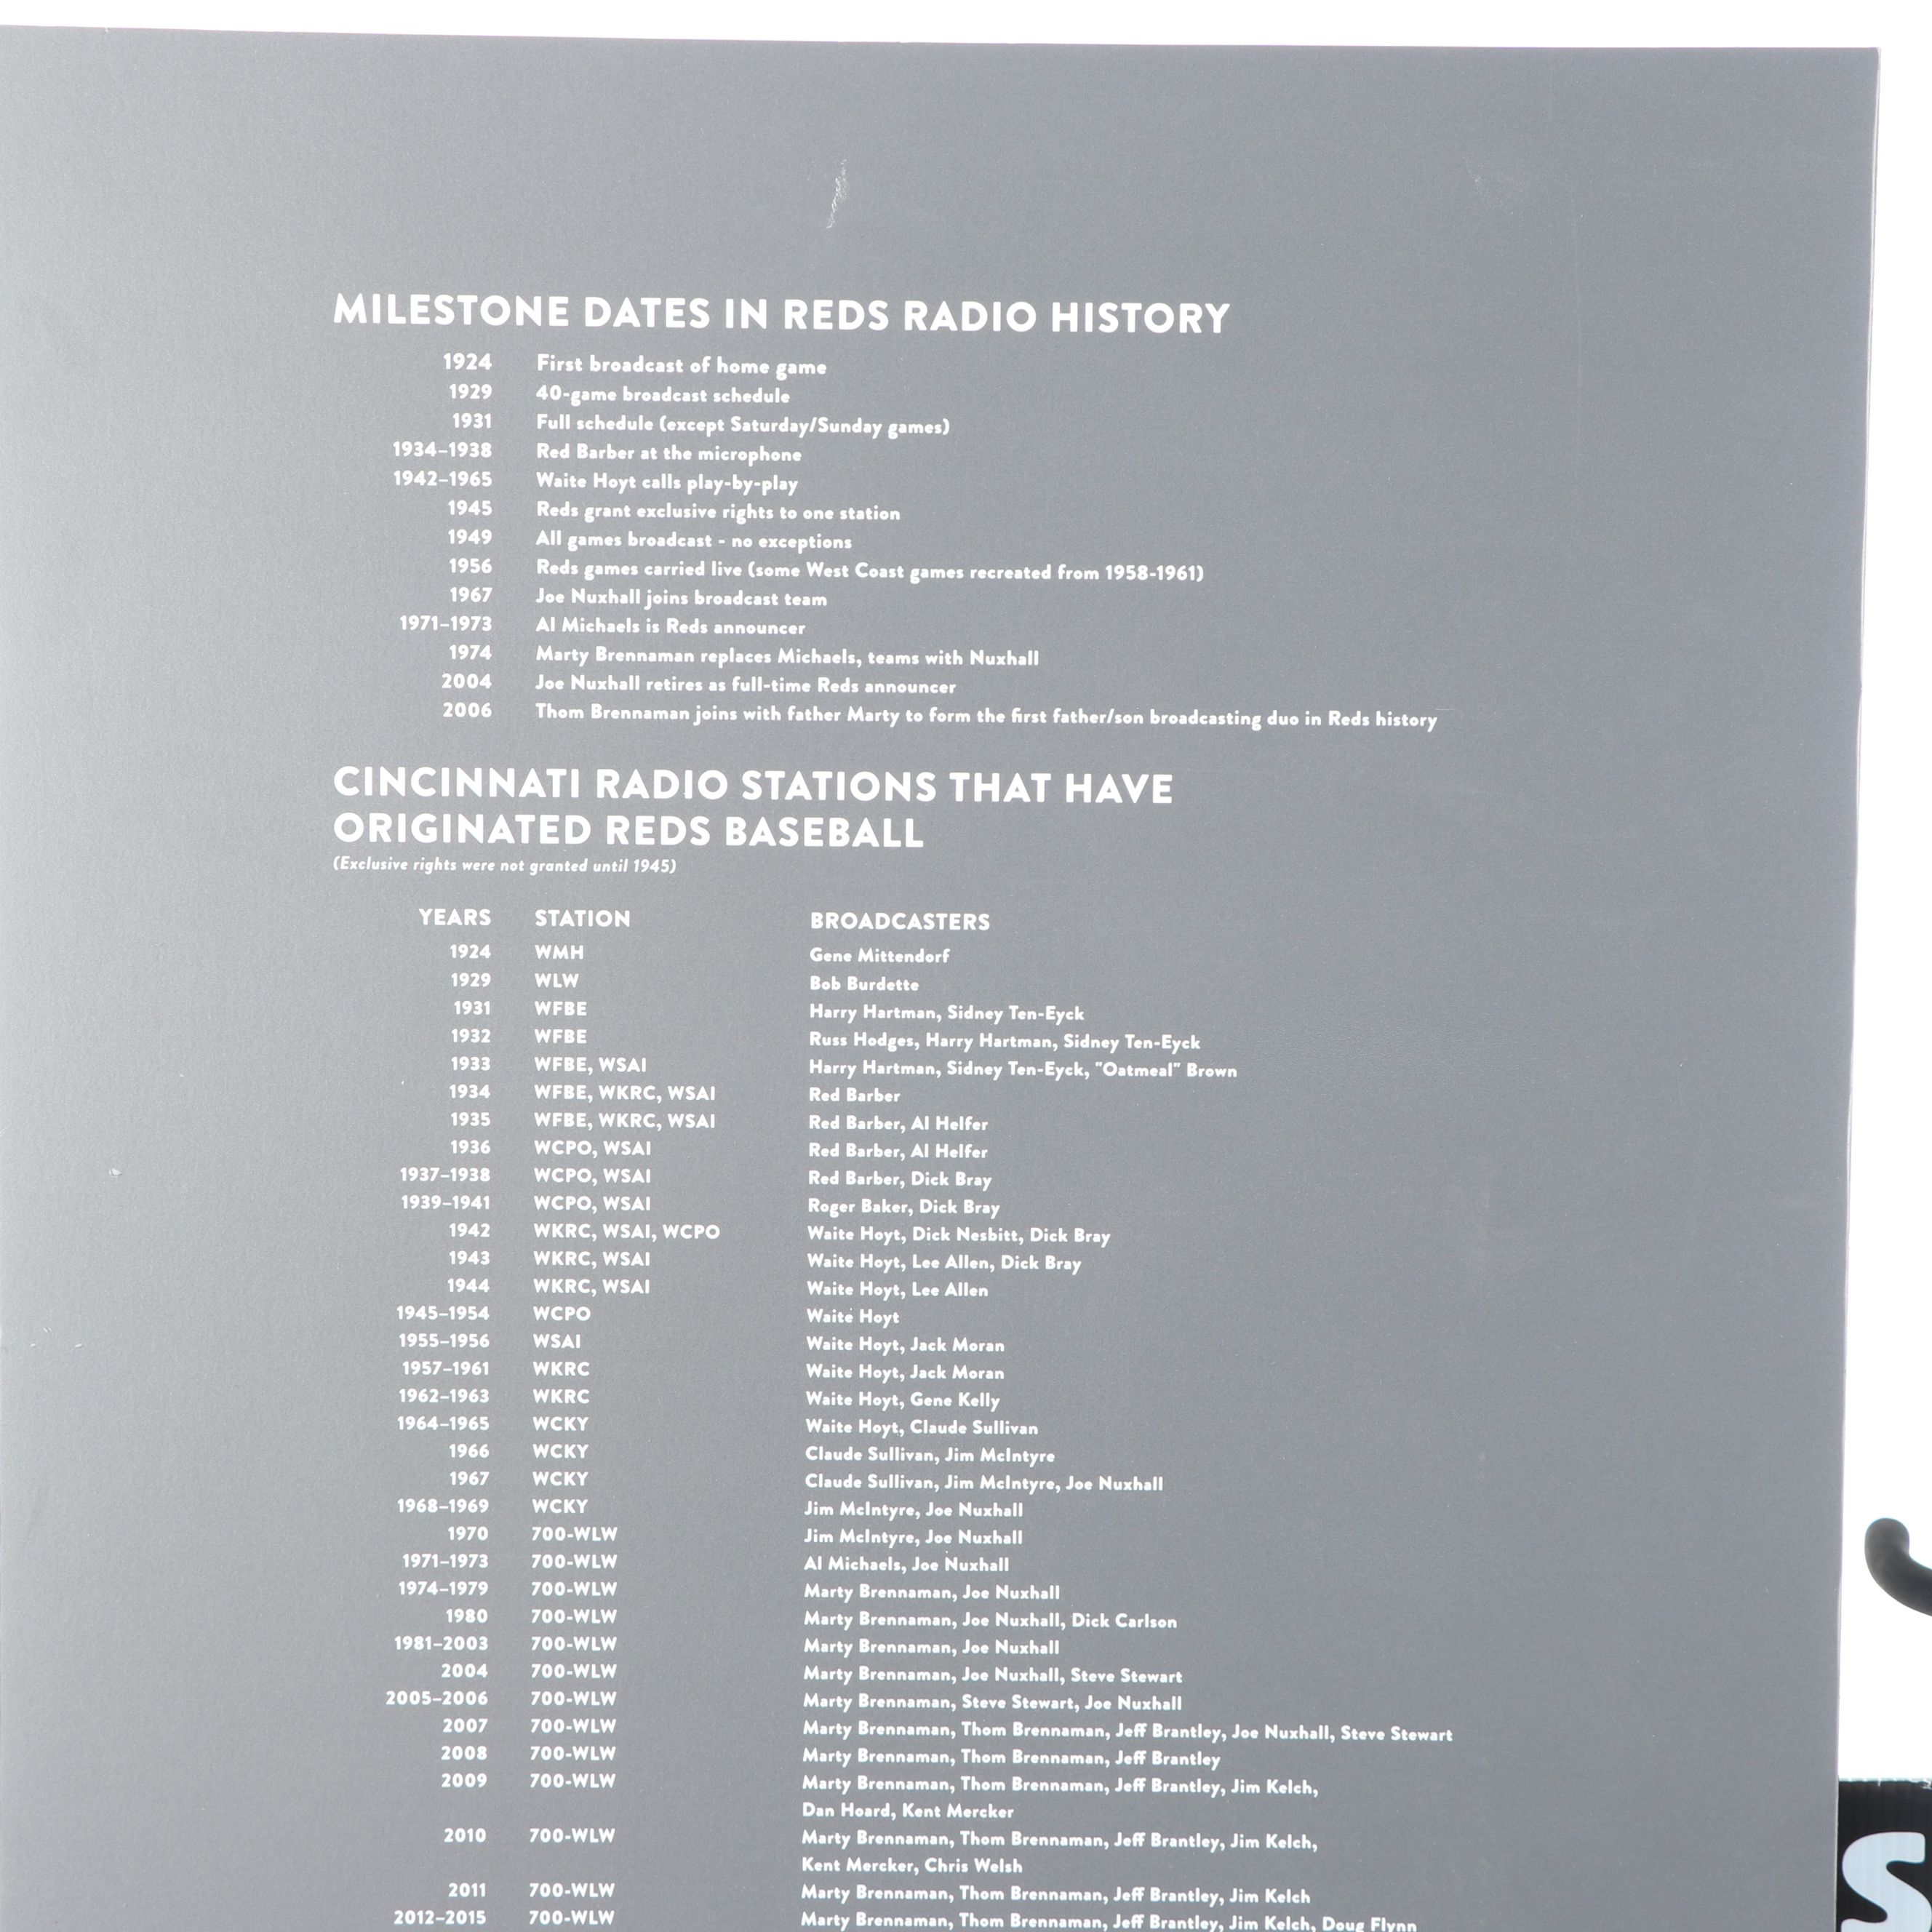 MILESTONE DATES IN REDS RADIO HISTORY
1924 First broadcast of home game
1929 40-game broadcast schedule
1931 Full schedule (except Saturday/Sunday games)
1934–1938 Red Barber at the microphone
1942–1965 Waite Hoyt calls play-by-play
1945 Reds grant exclusive rights to one station
1949 All games broadcast - no exceptions
1956 Reds games carried live (some West Coast games recreated from 1958-1961)
1967 Joe Nuxhall joins broadcast team
1971–1973 Al Michaels is Reds announcer
1974 Marty Brennaman replaces Michaels, teams with Nuxhall
2004 Joe Nuxhall retires as full-time Reds announcer
2006 Thom Brennaman joins with father Marty to form the first father/son broadcasting duo in Reds history
CINCINNATI RADIO STATIONS THAT HAVE
ORIGINATED REDS BASEBALL
(Exclusive rights were not granted until 1945)
YEARS STATION BROADCASTERS
1924 WMH Gene Mittendorf
1929 WLW Bob Burdette
1931 WFBE Harry Hartman, Sidney Ten-Eyck
1932 WFBE Russ Hodges, Harry Hartman, Sidney Ten-Eyck
1933 WFBE, WSAI Harry Hartman, Sidney Ten-Eyck, "Oatmeal" Brown
1934 WFBE, WKRC, WSAI Red Barber
1935 WFBE, WKRC, WSAI Red Barber, Al Helfer
1936 WCPO, WSAI Red Barber, Al Helfer
1937–1938 WCPO, WSAI Red Barber, Dick Bray
1939–1941 WCPO, WSAI Roger Baker, Dick Bray
1942 WKRC, WSAI, WCPO Waite Hoyt, Dick Nesbitt, Dick Bray
1943 WKRC, WSAI Waite Hoyt, Lee Allen, Dick Bray
1944 WKRC, WSAI Waite Hoyt, Lee Allen
1945–1954 WCPO Waite Hoyt
1955–1956 WSAI Waite Hoyt, Jack Moran
1957–1961 WKRC Waite Hoyt, Jack Moran
1962–1963 WKRC Waite Hoyt, Gene Kelly
1964–1965 WCKY Waite Hoyt, Claude Sullivan
1966 WCKY Claude Sullivan, Jim McIntyre
1967 WCKY Claude Sullivan, Jim McIntyre, Joe Nuxhall
1968–1969 WCKY Jim McIntyre, Joe Nuxhall
1970 700-WLW Jim McIntyre, Joe Nuxhall
1971–1973 700-WLW Al Michaels, Joe Nuxhall
1974–1979 700-WLW Marty Brennaman, Joe Nuxhall
1980 700-WLW Marty Brennaman, Joe Nuxhall, Dick Carlson
1981–2003 700-WLW Marty Brennaman, Joe Nuxhall
2004 700-WLW Marty Brennaman, Joe Nuxhall, Steve Stewart
2005–2006 700-WLW Marty Brennaman, Steve Stewart, Joe Nuxhall
2007 700-WLW Marty Brennaman, Thom Brennaman, Jeff Brantley, Joe Nuxhall, Steve Stewart
2008 700-WLW Marty Brennaman, Thom Brennaman, Jeff Brantley
2009 700-WLW Marty Brennaman, Thom Brennaman, Jeff Brantley, Jim Kelch,
Dan Hoard, Kent Mercker
2010 700-WLW Marty Brennaman, Thom Brennaman, Jeff Brantley, Jim Kelch,
Kent Mercker, Chris Welsh
2011 700-WLW Marty Brennaman, Thom Brennaman, Jeff Brantley, Jim Kelch
2012–2015 700-WLW Marty Brennaman, Thom Brennaman, Jeff Brantley, Jim Kelch, Doug Flynn
S